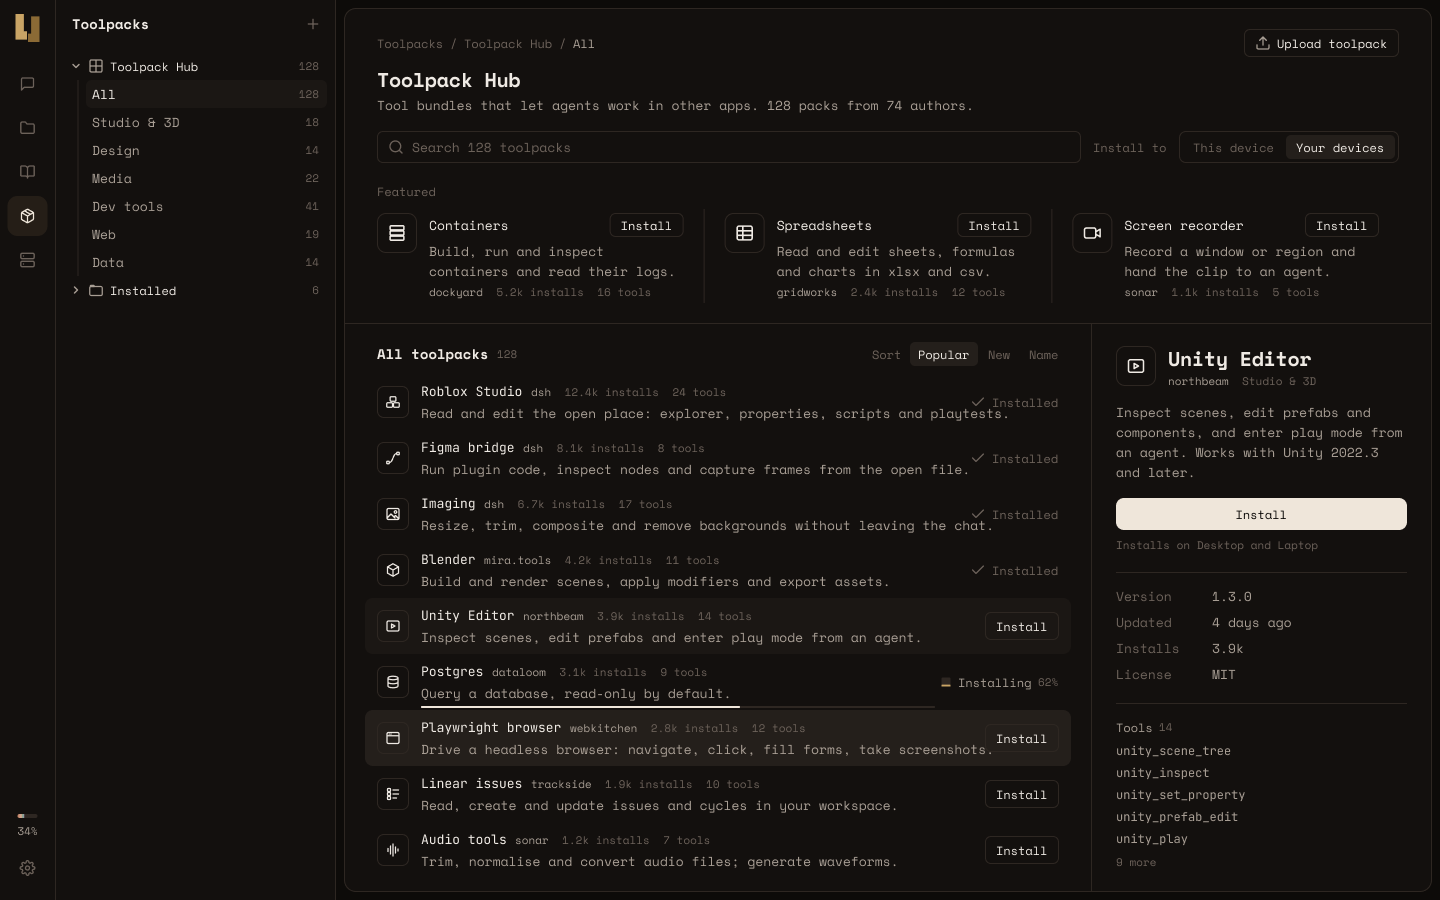 Toolpacks
Toolpack Hub 128
All 128
Studio & 3D 18
Design 14
Media 22
Dev tools 41
Web 19
Data 14
Installed 6
34%
Toolpacks / Toolpack Hub / All
Upload toolpack
Toolpack Hub
Tool bundles that let agents work in other apps. 128 packs from 74 authors.
Search 128 toolpacks
Install to This device Your devices
Featured
Containers Install
Build, run and inspect
containers and read their logs.
dockyard 5.2k installs 16 tools
Spreadsheets Install
Read and edit sheets, formulas
and charts in xlsx and csv.
gridworks 2.4k installs 12 tools
Screen recorder Install
Record a window or region and
hand the clip to an agent.
sonar 1.1k installs 5 tools
All toolpacks 128
Sort Popular New Name
Roblox Studio dsh 12.4k installs 24 tools
Read and edit the open place: explorer, properties, scripts and playtests.
Installed
Figma bridge dsh 8.1k installs 8 tools
Run plugin code, inspect nodes and capture frames from the open file.
Installed
Imaging dsh 6.7k installs 17 tools
Resize, trim, composite and remove backgrounds without leaving the chat.
Installed
Blender mira.tools 4.2k installs 11 tools
Build and render scenes, apply modifiers and export assets.
Installed
Unity Editor northbeam 3.9k installs 14 tools
Inspect scenes, edit prefabs and enter play mode from an agent.
Install
Postgres dataloom 3.1k installs 9 tools
Query a database, read-only by default.
Installing 62%
Playwright browser webkitchen 2.8k installs 12 tools
Drive a headless browser: navigate, click, fill forms, take screenshots.
Install
Linear issues trackside 1.9k installs 10 tools
Read, create and update issues and cycles in your workspace.
Install
Audio tools sonar 1.2k installs 7 tools
Trim, normalise and convert audio files; generate waveforms.
Install
Unity Editor
northbeam Studio & 3D
Inspect scenes, edit prefabs and
components, and enter play mode from
an agent. Works with Unity 2022.3
and later.
Install
Installs on Desktop and Laptop
Version 1.3.0
Updated 4 days ago
Installs 3.9k
License MIT
Tools 14
unity_scene_tree
unity_inspect
unity_set_property
unity_prefab_edit
unity_play
9 more